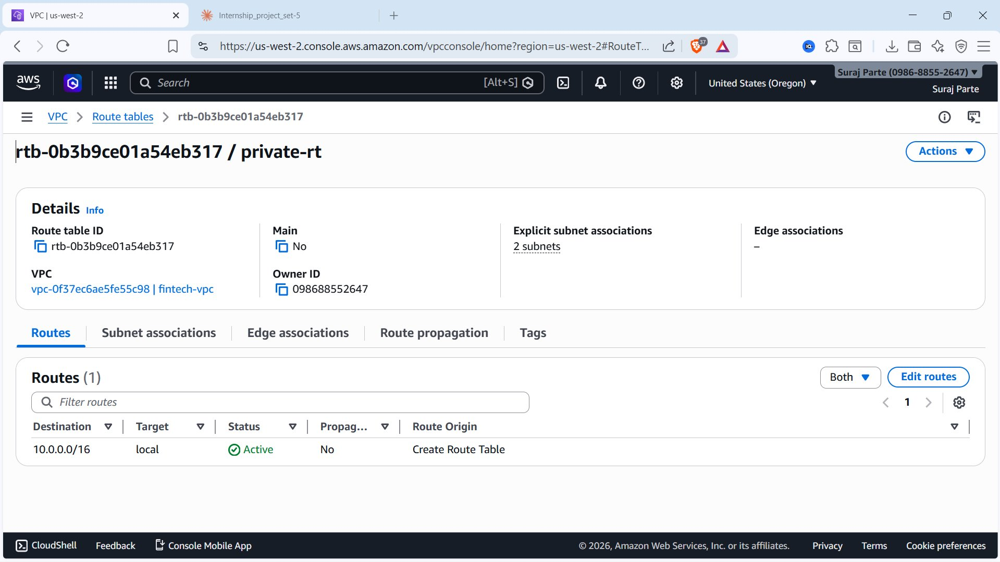 VPC | us-west-2
Internship_project_set-5
https://us-west-2.console.aws.amazon.com/vpcconsole/home?region=us-west-2#RouteT...
37
aws
Search
[Alt+S]
United States (Oregon)
Suraj Parte (0986-8855-2647)
Suraj Parte
VPC
Route tables
rtb-0b3b9ce01a54eb317
rtb-0b3b9ce01a54eb317 / private-rt
Actions
Details Info
Route table ID
rtb-0b3b9ce01a54eb317
Main
No
Explicit subnet associations
2 subnets
Edge associations
–
VPC
vpc-0f37ec6ae5fe55c98 | fintech-vpc
Owner ID
098688552647
Routes
Subnet associations
Edge associations
Route propagation
Tags
Routes (1)
Both
Edit routes
Filter routes
1
Destination Target Status Propag... Route Origin
10.0.0.0/16 local Active No Create Route Table
CloudShell Feedback Console Mobile App © 2026, Amazon Web Services, Inc. or its affiliates. Privacy Terms Cookie preferences